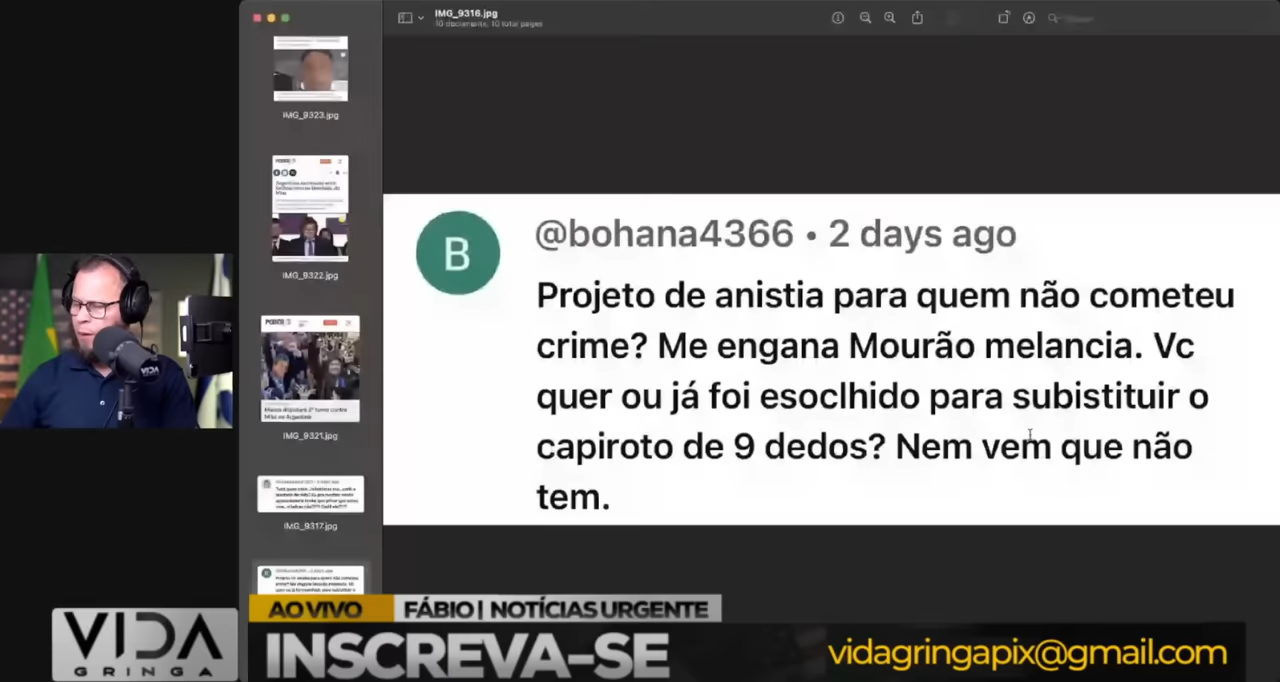 IMG_9316.jpg
10 documents, 10 total pages
IMG_9323.jpg
IMG_9322.jpg
IMG_9321.jpg
IMG_9317.jpg
B
@bohana4366 • 2 days ago
Projeto de anistia para quem não cometeu
crime? Me engana Mourão melancia. Vc
quer ou já foi esoclhido para subistituir o
capiroto de 9 dedos? Nem vem que não
tem.
VIDA
VIDA
GRINGA
AO VIVO
FÁBIO | NOTÍCIAS URGENTE
INSCREVA-SE
vidagringapix@gmail.com